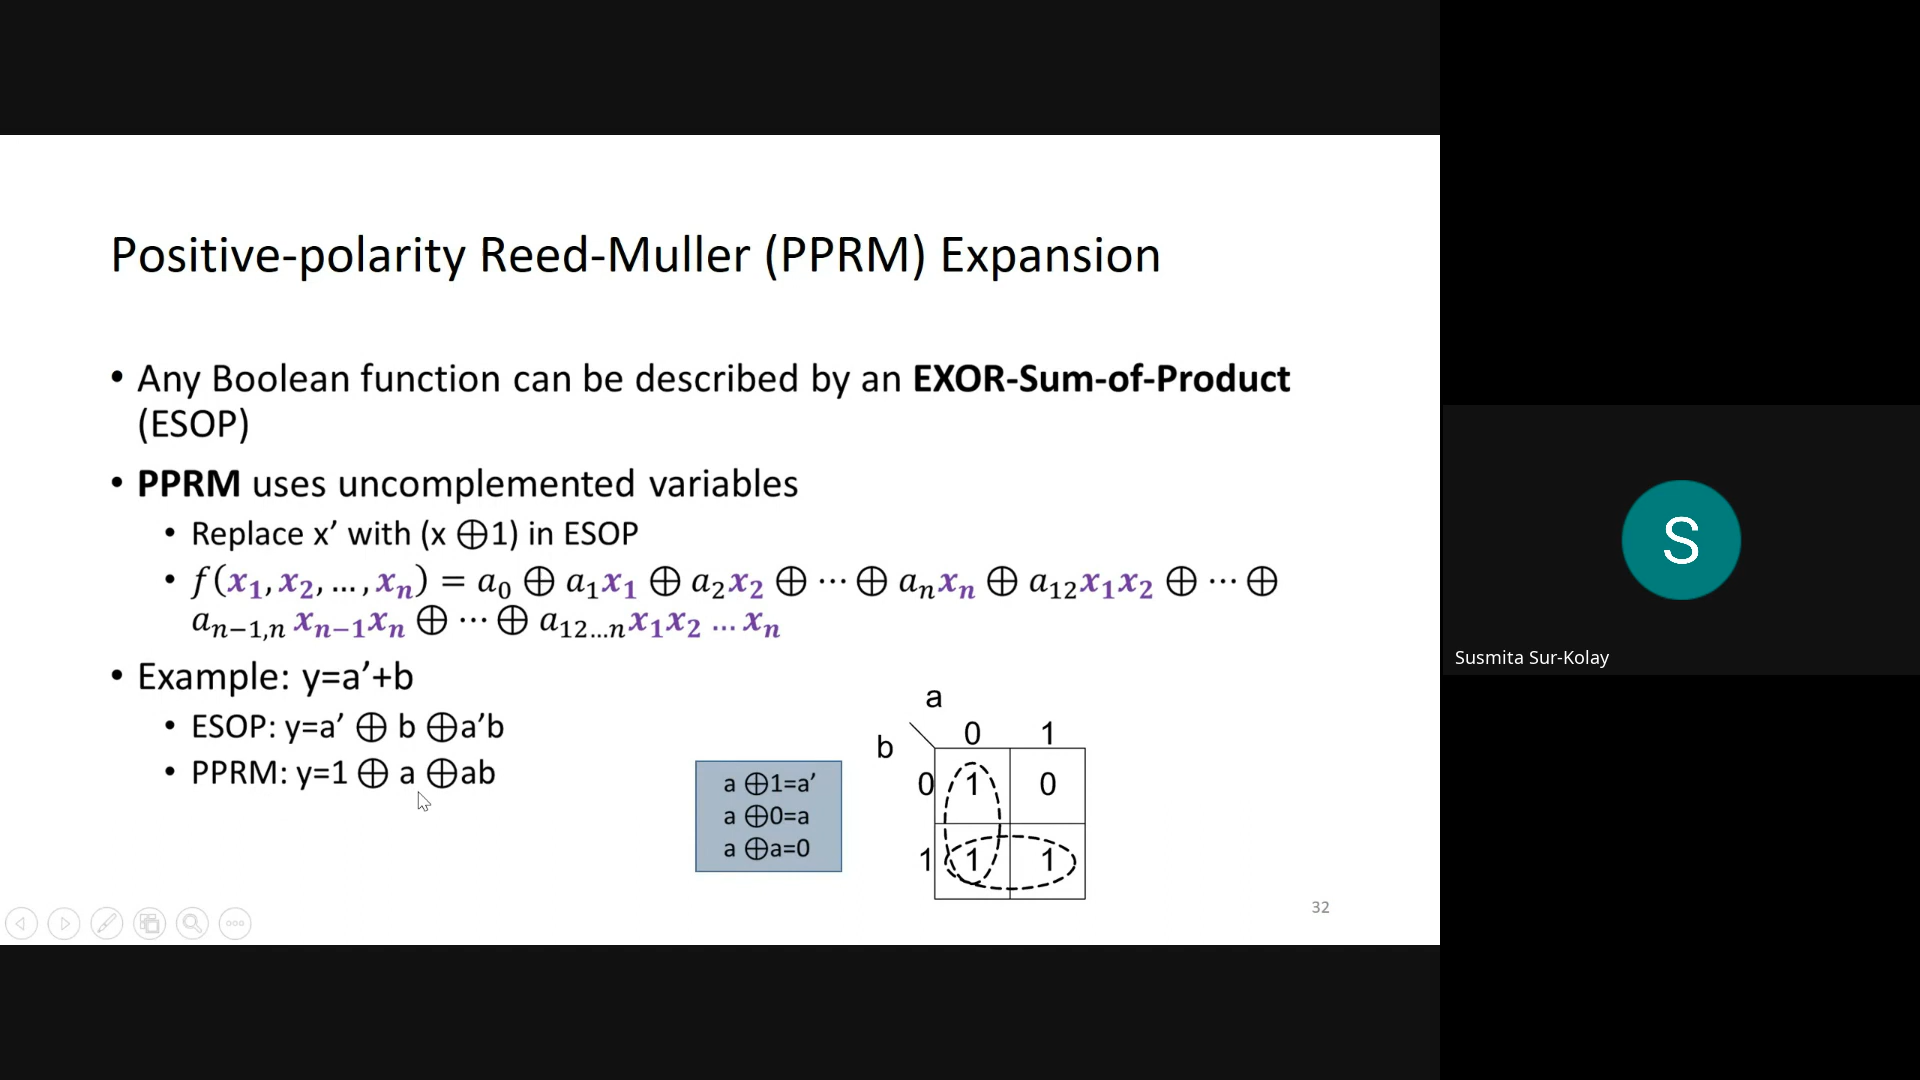 Positive-polarity Reed-Muller (PPRM) Expansion
• Any Boolean function can be described by an EXOR-Sum-of-Product
(ESOP)
• PPRM uses uncomplemented variables
• Replace x’ with (x ⊕1) in ESOP
• f(x₁, x₂, … , xₙ) = a₀ ⊕ a₁x₁ ⊕ a₂x₂ ⊕ ⋯ ⊕ aₙxₙ ⊕ a₁₂x₁x₂ ⊕ ⋯ ⊕
aₙ₋₁,ₙ xₙ₋₁xₙ ⊕ ⋯ ⊕ a₁₂…ₙx₁x₂ … xₙ
• Example: y=a’+b
• ESOP: y=a’ ⊕ b ⊕a’b
• PPRM: y=1 ⊕ a ⊕ab
a ⊕1=a’
a ⊕0=a
a ⊕a=0
a
b
0 1
0 1 0
1 1 1
32
S
Susmita Sur-Kolay